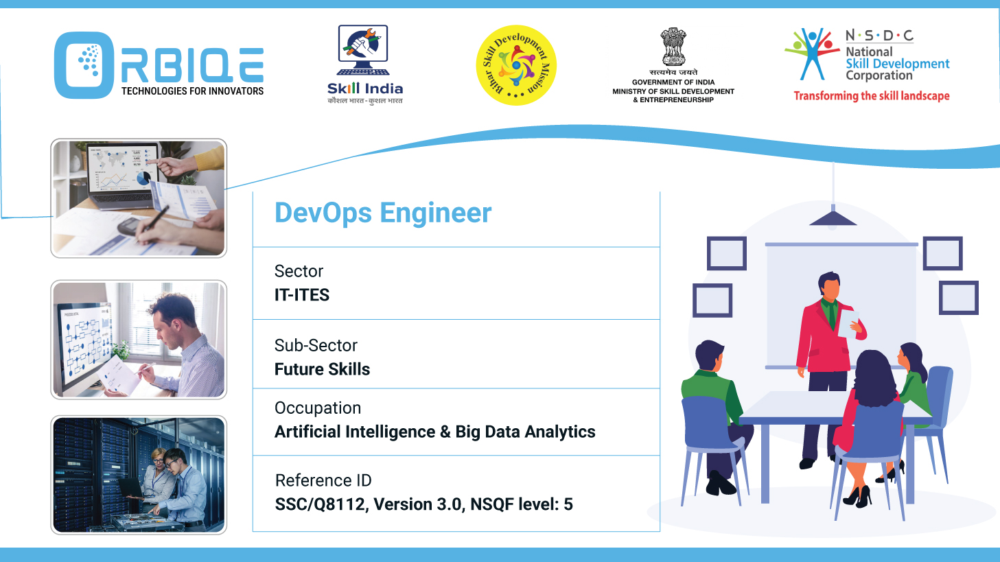 ORBIQE
TECHNOLOGIES FOR INNOVATORS
Skill India
कौशल भारत - कुशल भारत
Bihar Skill Development Mission
सत्यमेव जयते
GOVERNMENT OF INDIA
MINISTRY OF SKILL DEVELOPMENT
& ENTREPRENEURSHIP
N·S·D·C
National
Skill Development
Corporation
Transforming the skill landscape
DevOps Engineer
Sector
IT-ITES
Sub-Sector
Future Skills
Occupation
Artificial Intelligence & Big Data Analytics
Reference ID
SSC/Q8112, Version 3.0, NSQF level: 5